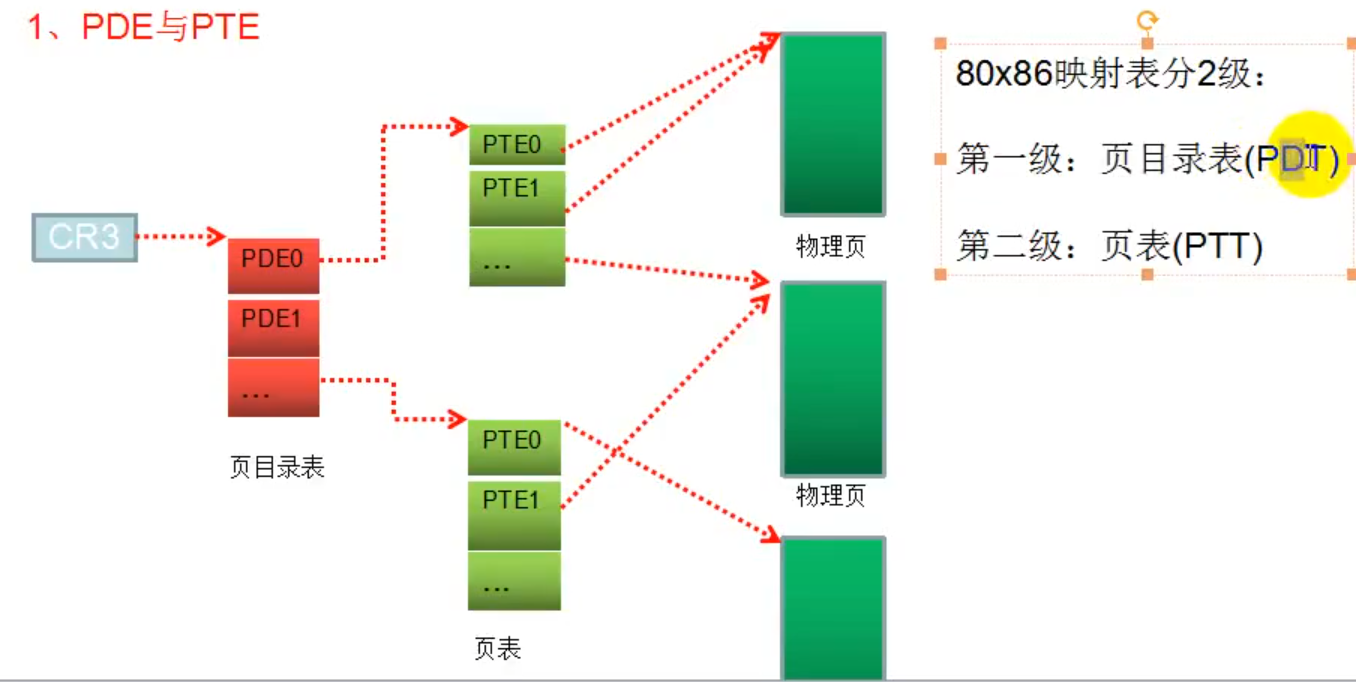 1、PDE与PTE
80x86映射表分2级：
第一级：页目录表(PDT)
第二级：页表(PTT)
CR3
PDE0
PDE1
...
页目录表
PTE0
PTE1
...
PTE0
PTE1
...
页表
物理页
物理页